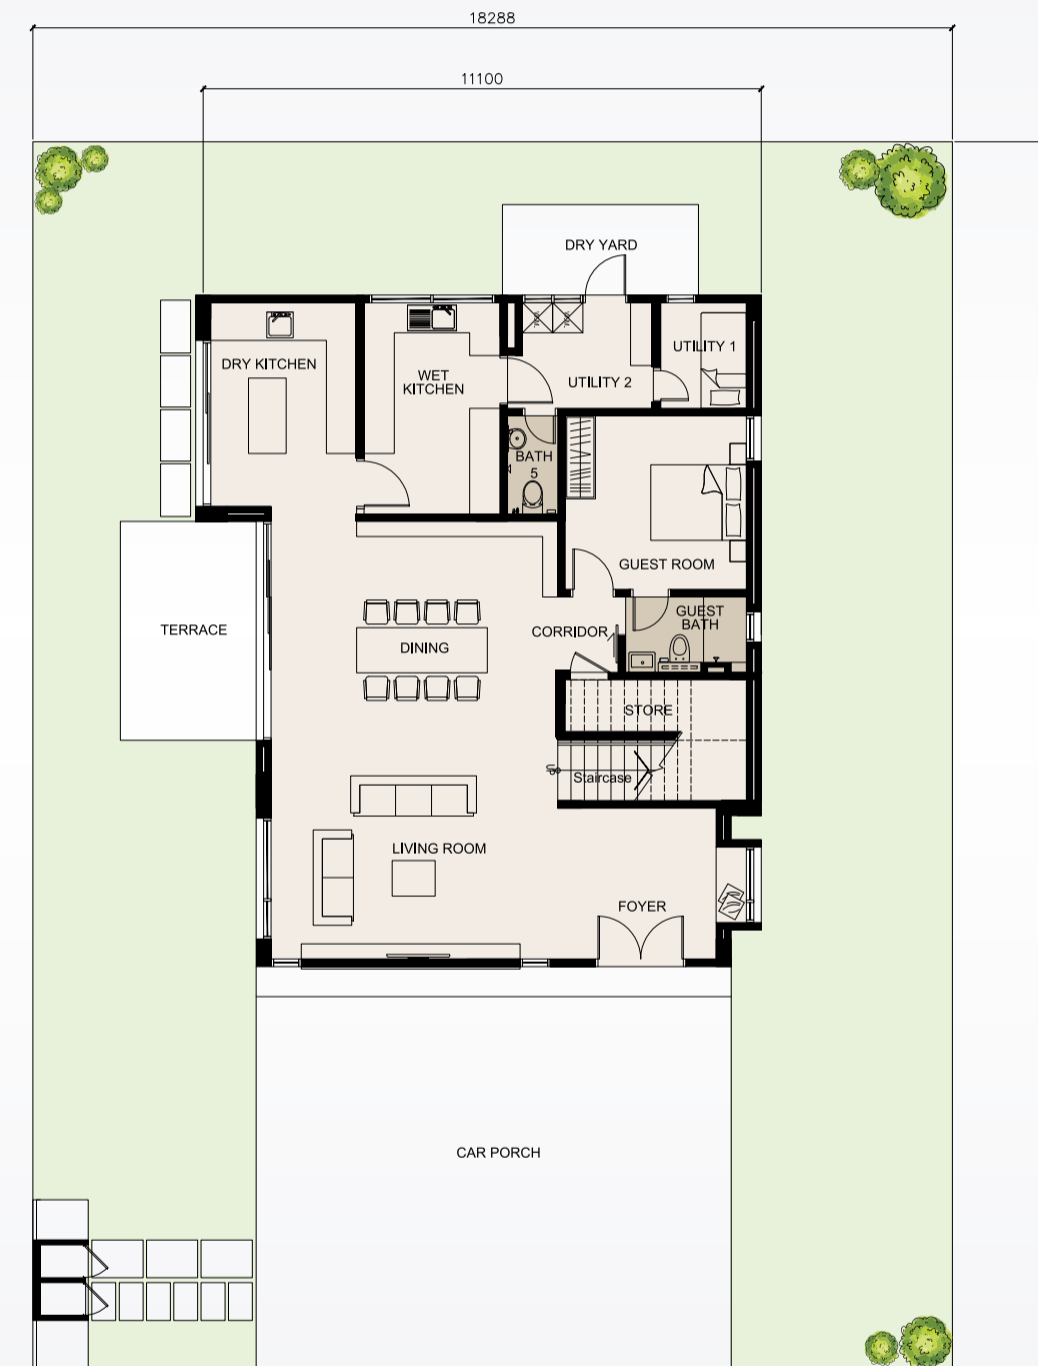 18288
11100
DRY YARD
UTILITY 1
DRY KITCHEN
WET
KITCHEN
UTILITY 2
BATH
5
GUEST ROOM
GUEST
BATH
TERRACE
CORRIDOR
DINING
STORE
UP
Staircase
LIVING ROOM
FOYER
CAR PORCH